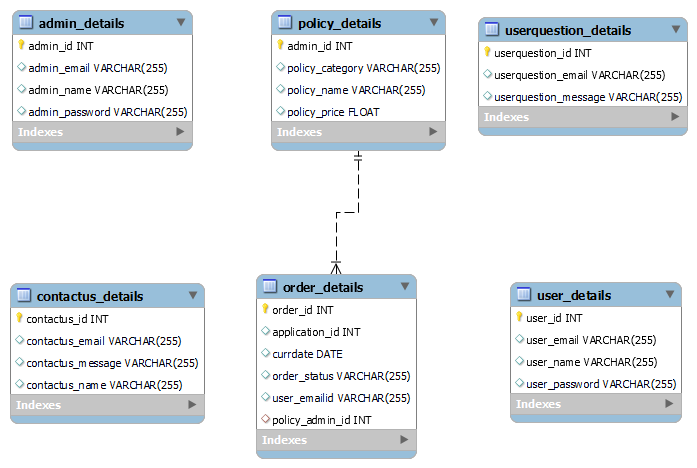 admin_details
admin_id INT
admin_email VARCHAR(255)
admin_name VARCHAR(255)
admin_password VARCHAR(255)
Indexes
policy_details
admin_id INT
policy_category VARCHAR(255)
policy_name VARCHAR(255)
policy_price FLOAT
Indexes
userquestion_details
userquestion_id INT
userquestion_email VARCHAR(255)
userquestion_message VARCHAR(255)
Indexes
contactus_details
contactus_id INT
contactus_email VARCHAR(255)
contactus_message VARCHAR(255)
contactus_name VARCHAR(255)
Indexes
order_details
order_id INT
application_id INT
currdate DATE
order_status VARCHAR(255)
user_emailid VARCHAR(255)
policy_admin_id INT
Indexes
user_details
user_id INT
user_email VARCHAR(255)
user_name VARCHAR(255)
user_password VARCHAR(255)
Indexes